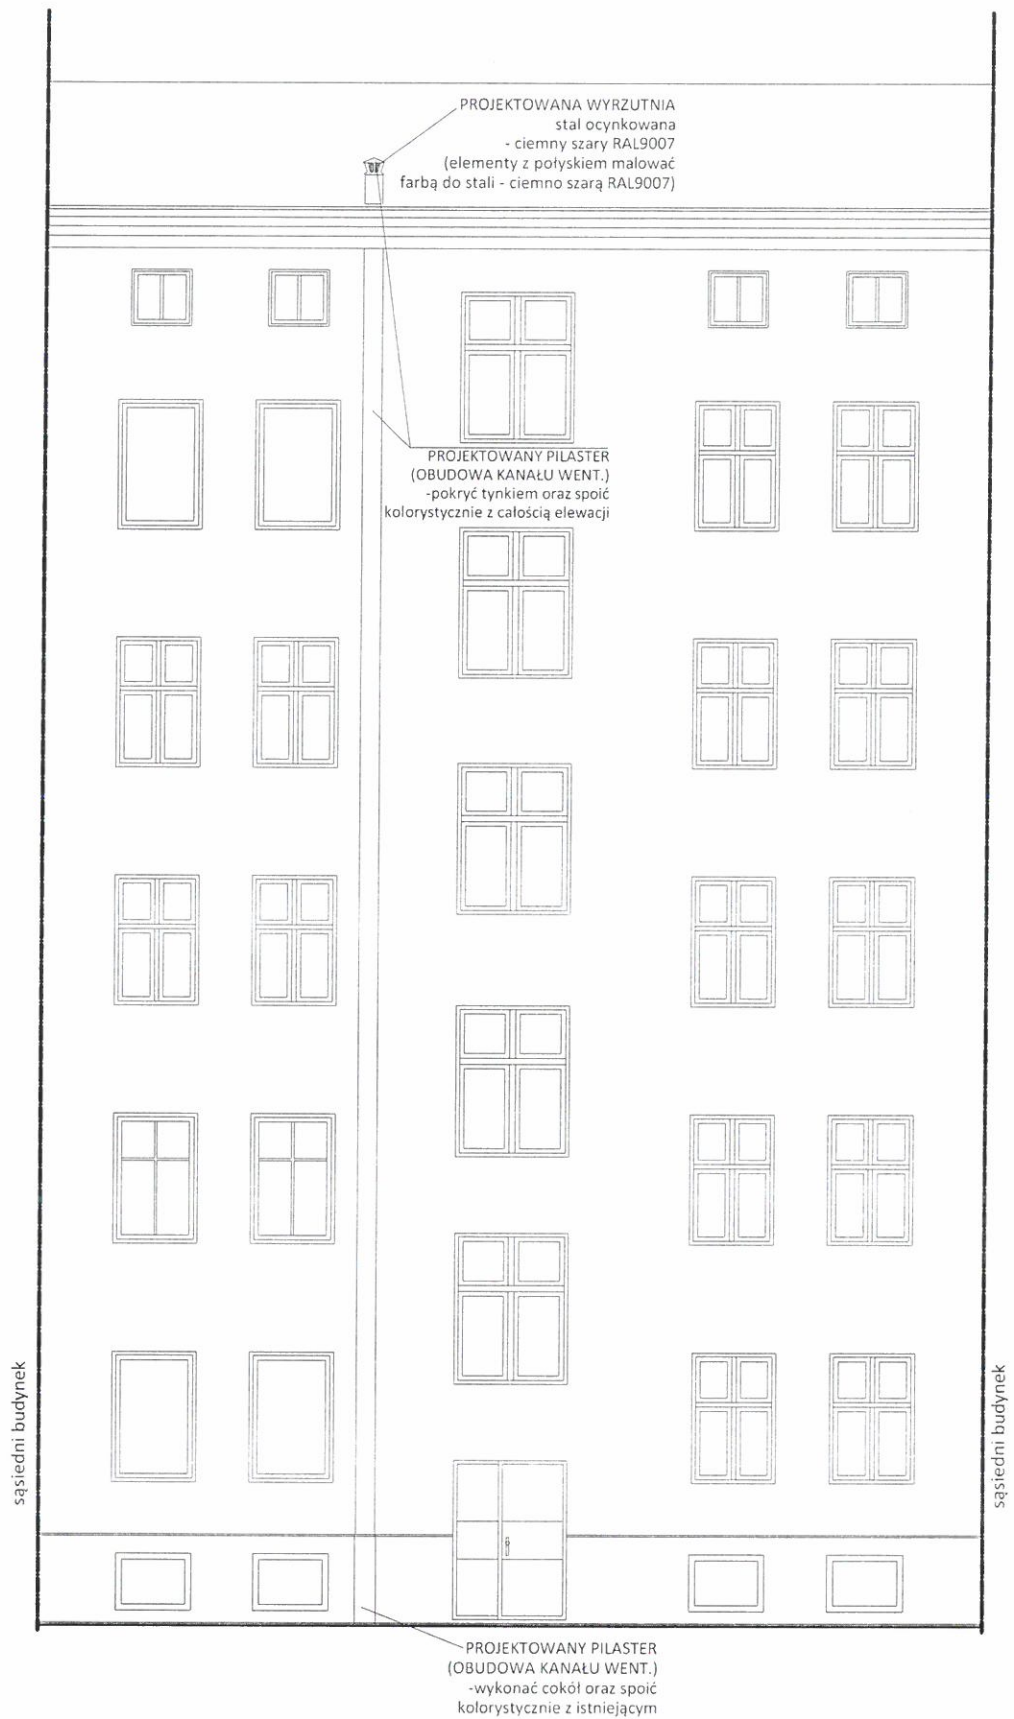 PROJEKTOWANA WYRZUTNIA
stal ocynkowana
- ciemny szary RAL9007
(elementy z połyskiem malować
farbą do stali - ciemno szarą RAL9007)
PROJEKTOWANY PILASTER
(OBUDOWA KANAŁU WENT.)
-pokryć tynkiem oraz spoić
kolorystycznie z całością elewacji
sąsiedni budynek
sąsiedni budynek
PROJEKTOWANY PILASTER
(OBUDOWA KANAŁU WENT.)
-wykonać cokół oraz spoić
kolorystycznie z istniejącym